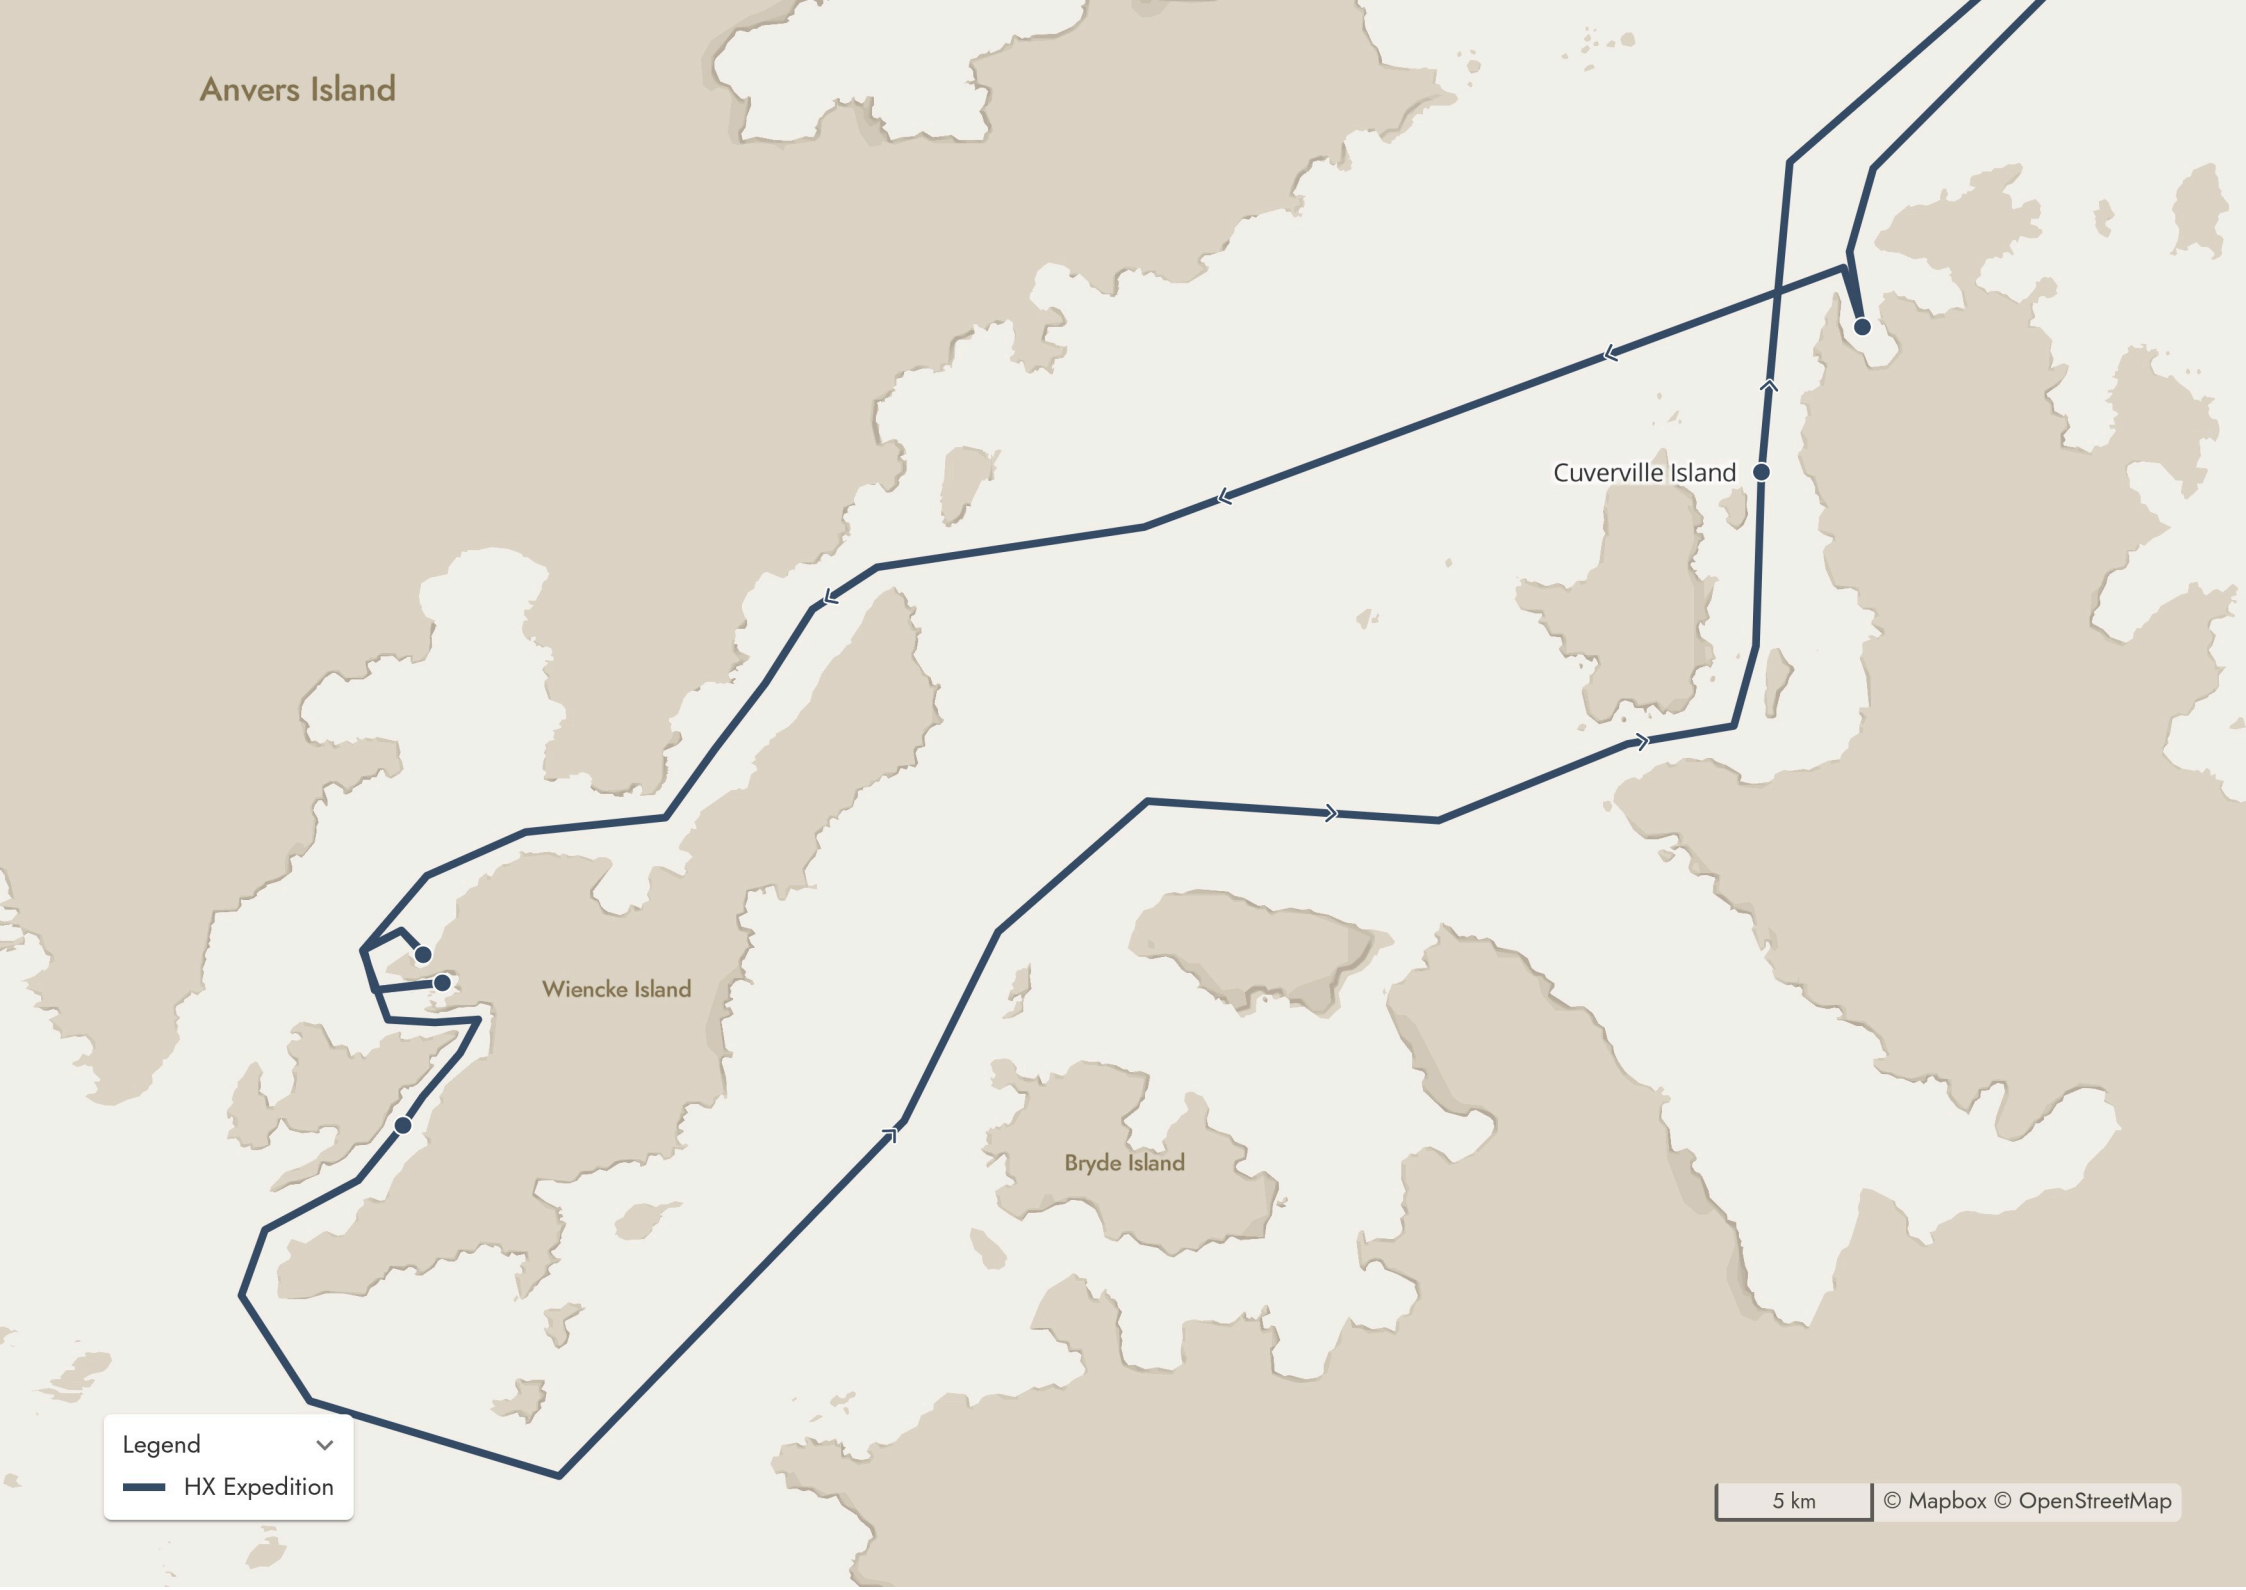 Anvers Island
Cuverville Island
Wiencke Island
Bryde Island
Legend
HX Expedition
5 km
© Mapbox © OpenStreetMap